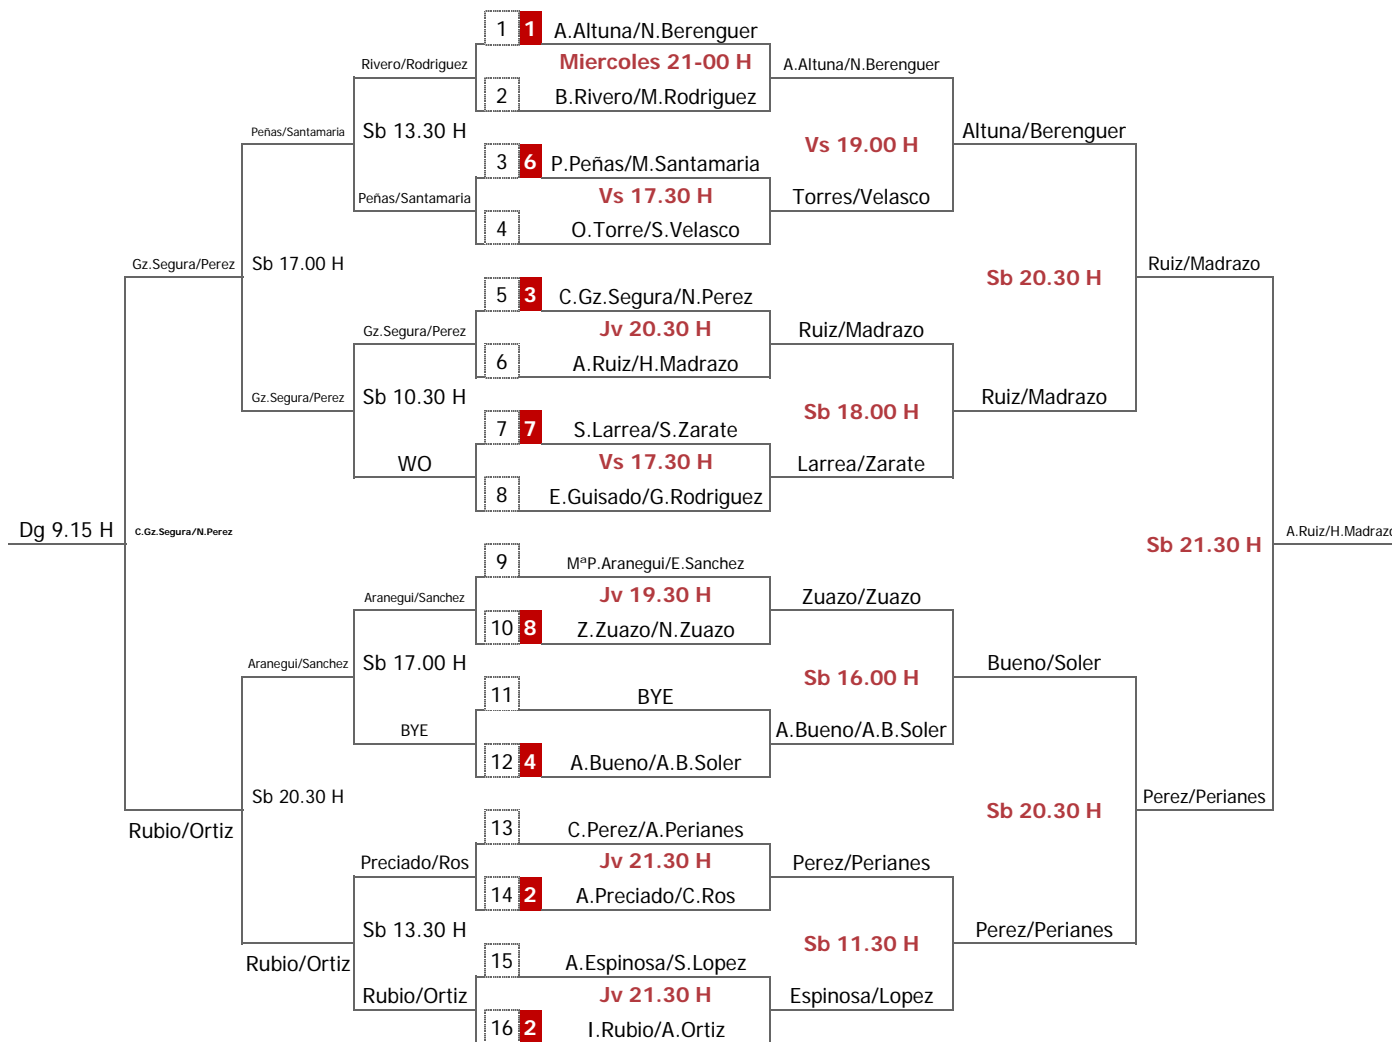 1 1 A.Altuna/N.Berenguer
Rivero/Rodriguez Miercoles 21-00 H A.Altuna/N.Berenguer
2 B.Rivero/M.Rodriguez
Peñas/Santamaria Sb 13.30 H Altuna/Berenguer
Vs 19.00 H
3 6 P.Peñas/M.Santamaria
Peñas/Santamaria Vs 17.30 H Torres/Velasco
4 O.Torre/S.Velasco
Gz.Segura/Perez Sb 17.00 H Sb 20.30 H Ruiz/Madrazo
5 3 C.Gz.Segura/N.Perez
Gz.Segura/Perez Jv 20.30 H Ruiz/Madrazo
6 A.Ruiz/H.Madrazo
Gz.Segura/Perez Sb 10.30 H Sb 18.00 H Ruiz/Madrazo
7 7 S.Larrea/S.Zarate
WO Vs 17.30 H Larrea/Zarate
8 E.Guisado/G.Rodriguez
Dg 9.15 H C.Gz.Segura/N.Perez Sb 21.30 H A.Ruiz/H.Madrazo
9 MªP.Aranegui/E.Sanchez
Aranegui/Sanchez Jv 19.30 H Zuazo/Zuazo
10 8 Z.Zuazo/N.Zuazo
Aranegui/Sanchez Sb 17.00 H Sb 16.00 H Bueno/Soler
11 BYE
BYE A.Bueno/A.B.Soler
12 4 A.Bueno/A.B.Soler
Rubio/Ortiz Sb 20.30 H Sb 20.30 H Perez/Perianes
13 C.Perez/A.Perianes
Preciado/Ros Jv 21.30 H Perez/Perianes
14 2 A.Preciado/C.Ros
Rubio/Ortiz Sb 13.30 H Sb 11.30 H Perez/Perianes
15 A.Espinosa/S.Lopez
Rubio/Ortiz Jv 21.30 H Espinosa/Lopez
16 2 I.Rubio/A.Ortiz